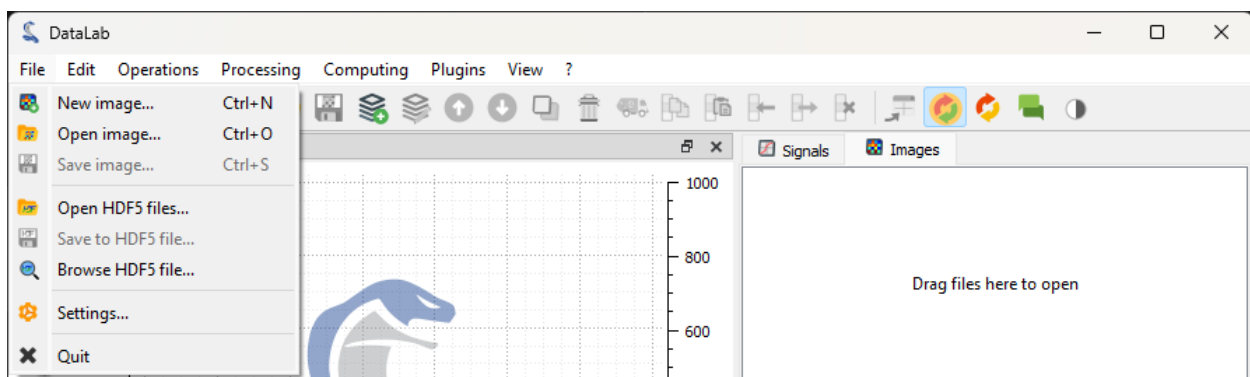 DataLab
File Edit Operations Processing Computing Plugins View ?
New image... Ctrl+N
Open image... Ctrl+O
Save image... Ctrl+S
Open HDF5 files...
Save to HDF5 file...
Browse HDF5 file...
Settings...
Quit
1000
800
600
Signals Images
Drag files here to open